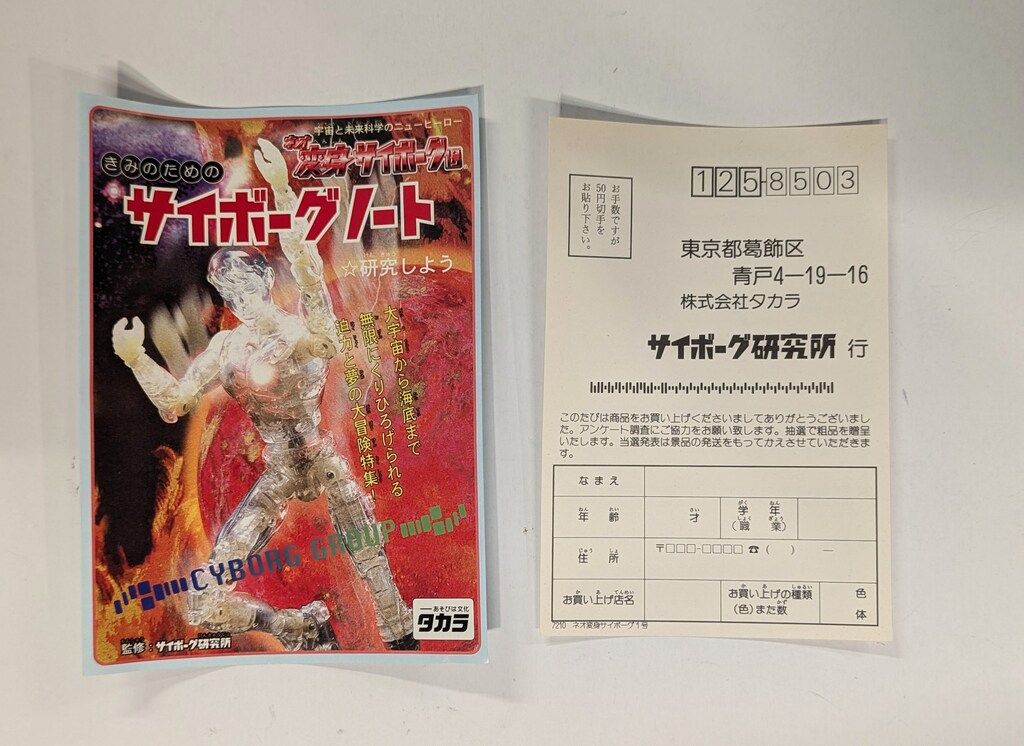 宇宙と未来科学のニューヒーロー
ネオ変身サイボーグ1号
きみのための
サイボーグノート
☆研究しよう
大宇宙から海底まで
無限にくりひろげられる
迫力と夢の大冒険特集!
CYBORG GROUP
あそびは文化
タカラ
監修:サイボーグ研究所
125-8503
お手数ですが
50円切手を
お貼り下さい。
東京都葛飾区
青戸4-19-16
株式会社タカラ
サイボーグ研究所 行
このたびは商品をお買い上げくださいましてありがとうございまし
た。アンケート調査にご協力をお願い致します。抽選で粗品を贈呈
いたします。当選発表は景品の発送をもってかえさせていただきま
す。
なまえ
年齢 才 学年(職業)
住所 〒□□□-□□□□ ☎( ) ―
お買い上げ店名 お買い上げの種類(色)また数 色 体
7210 ネオ変身サイボーグ1号